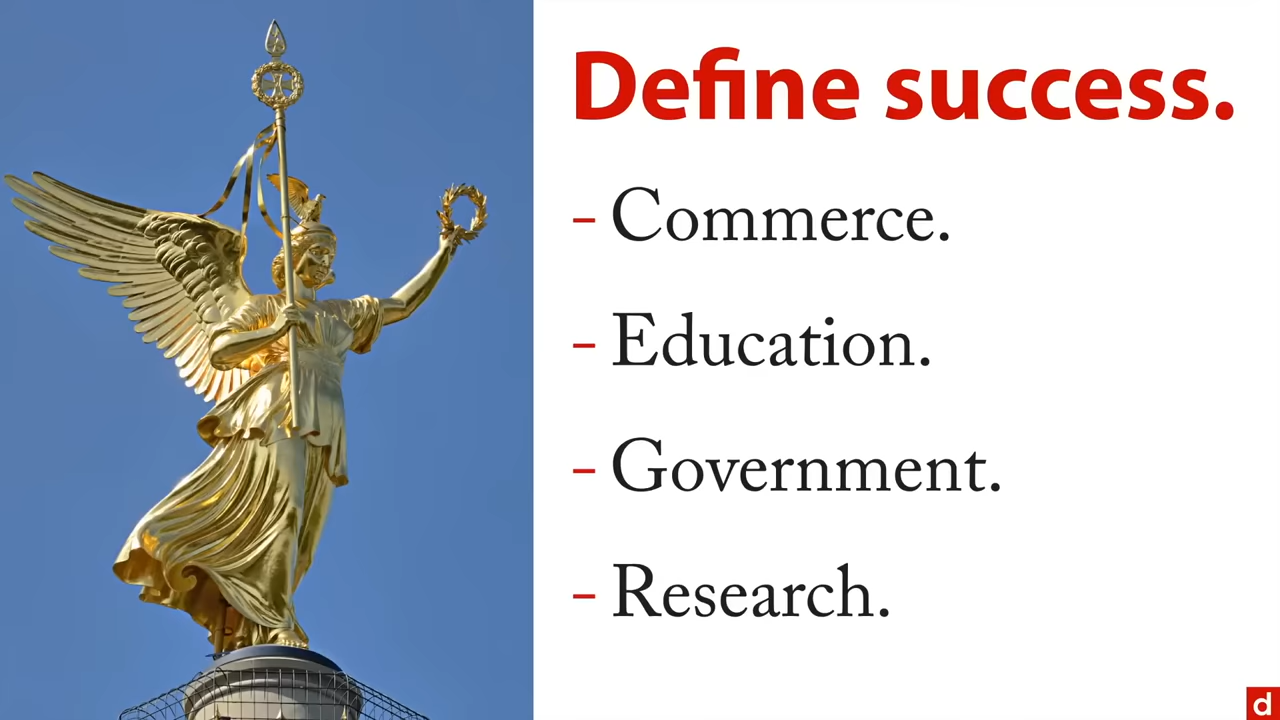 Define success.
- Commerce.
- Education.
- Government.
- Research.
d